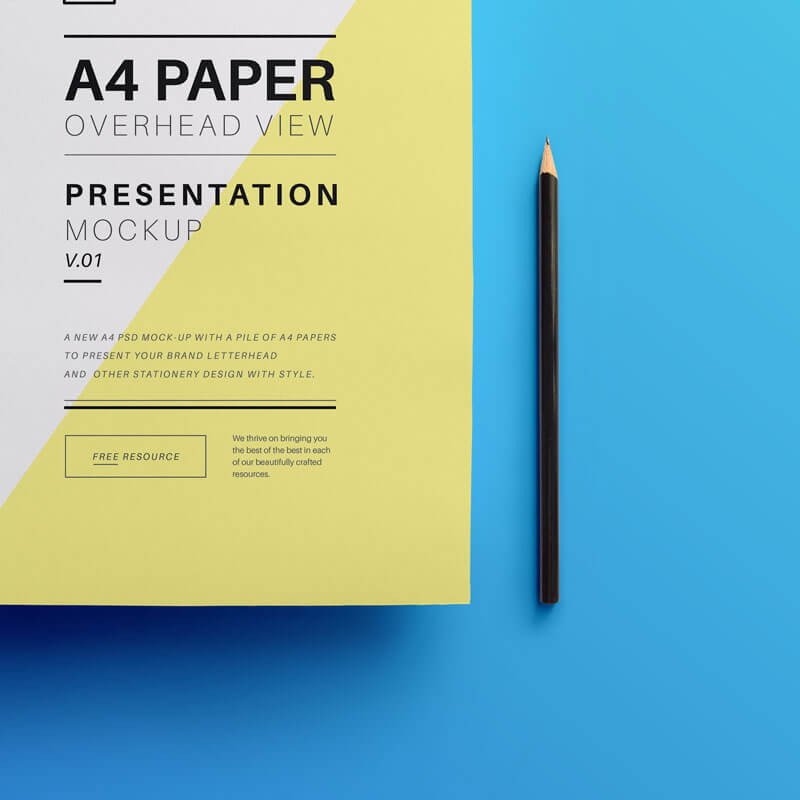 A4 PAPER
OVERHEAD VIEW
PRESENTATION
MOCKUP
V.01
A NEW A4 PSD MOCK-UP WITH A PILE OF A4 PAPERS
TO PRESENT YOUR BRAND LETTERHEAD
AND OTHER STATIONERY DESIGN WITH STYLE.
FREE RESOURCE
We thrive on bringing you
the best of the best in each
of our beautifully crafted
resources.